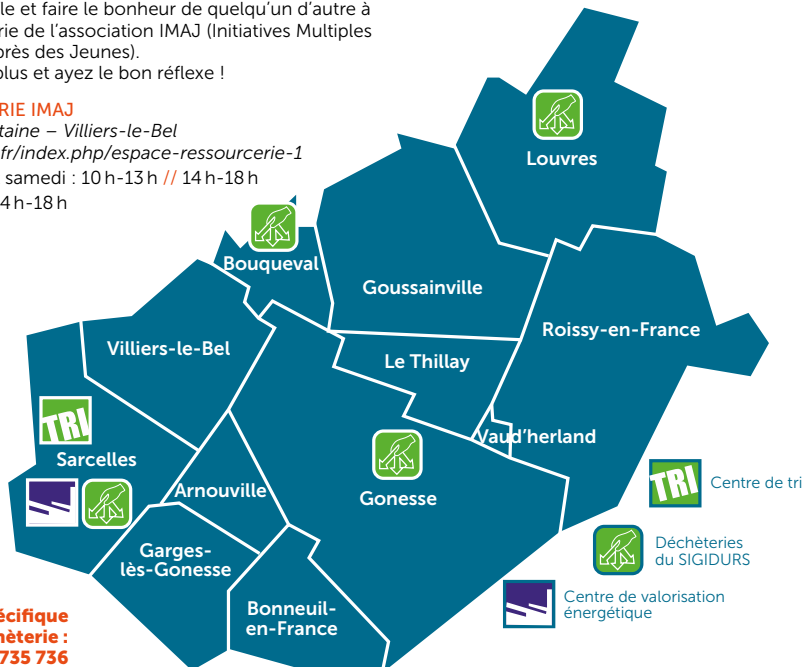 le et faire le bonheur de quelqu'un d'autre à
rie de l'association IMAJ (Initiatives Multiples
près des Jeunes).
plus et ayez le bon réflexe !
RIE IMAJ
taine – Villiers-le-Bel
fr/index.php/espace-ressourcerie-1
samedi : 10 h-13 h // 14 h-18 h
4 h-18 h
Louvres
Bouqueval
Goussainville
Roissy-en-France
Villiers-le-Bel
Le Thillay
Vaud'herland
TRI
Sarcelles
Arnouville
Gonesse
Garges-
lès-Gonesse
Bonneuil-
en-France
TRI
Centre de tri
Déchèteries
du SIGIDURS
Centre de valorisation
énergétique
écifique
hèterie :
735 736